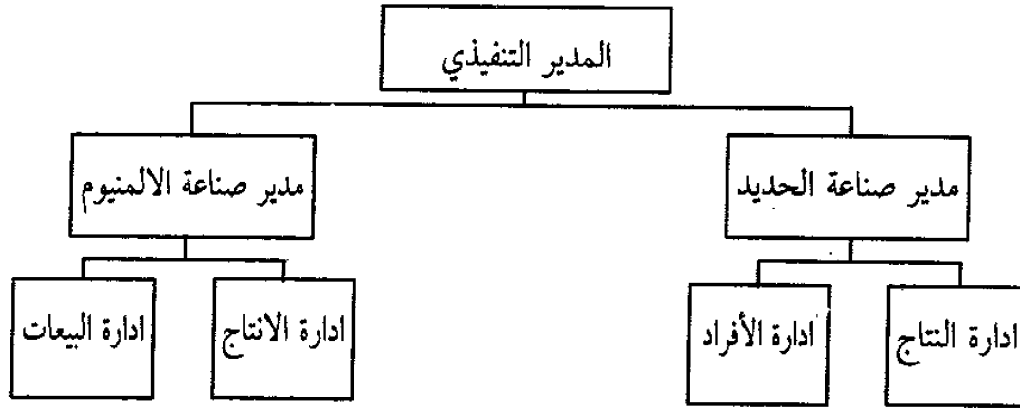 المدير التنفيذي
مدير صناعة الحديد
مدير صناعة الالمنيوم
ادارة النتاج
ادارة الأفراد
ادارة الانتاج
ادارة البيعات